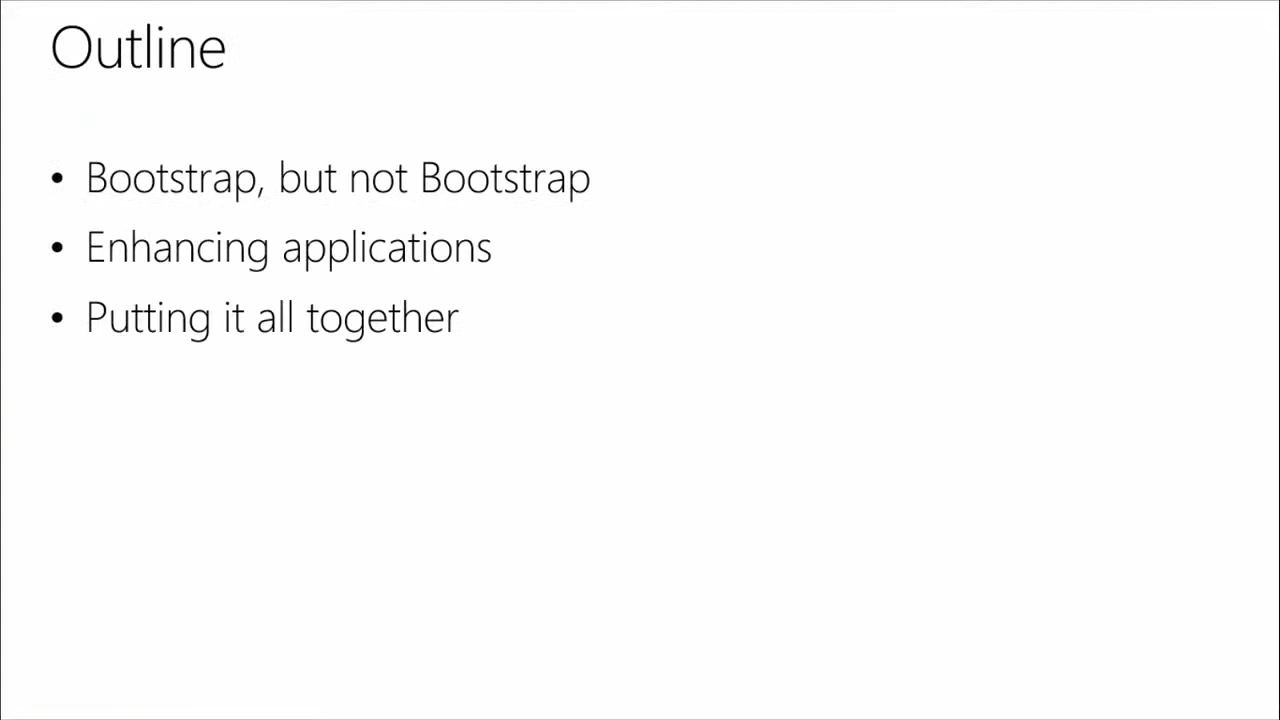 Outline
• Bootstrap, but not Bootstrap
• Enhancing applications
• Putting it all together